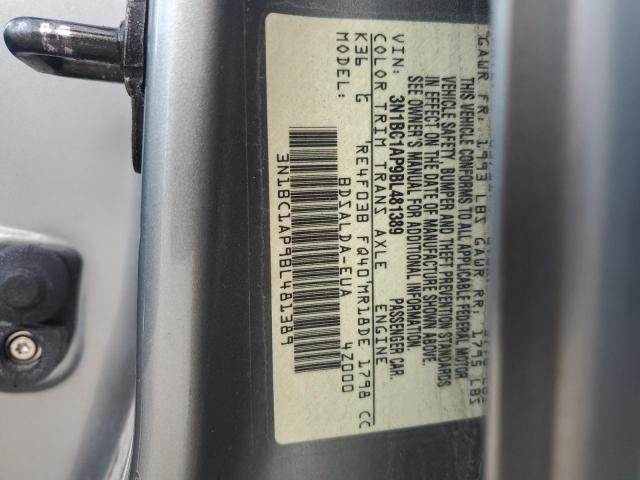 GAWR FR: 1993 LBS GAWR RR: 1795 LBS
THIS VEHICLE CONFORMS TO ALL APPLICABLE FEDERAL MOTOR
VEHICLE SAFETY, BUMPER AND THEFT PREVENTION STANDARDS
IN EFFECT ON THE DATE OF MANUFACTURE SHOWN ABOVE.
SEE OWNER'S MANUAL FOR ADDITIONAL INFORMATION.
VIN: 3N1BC1AP9BL481389 PASSENGER CAR.
COLOR TRIM TRANS AXLE ENGINE
K36 G RE4F03B FQ40 MR18DE 1798 CC
MODEL: BDSALDA-EUA 4Z000
3N1BC1AP9BL481389